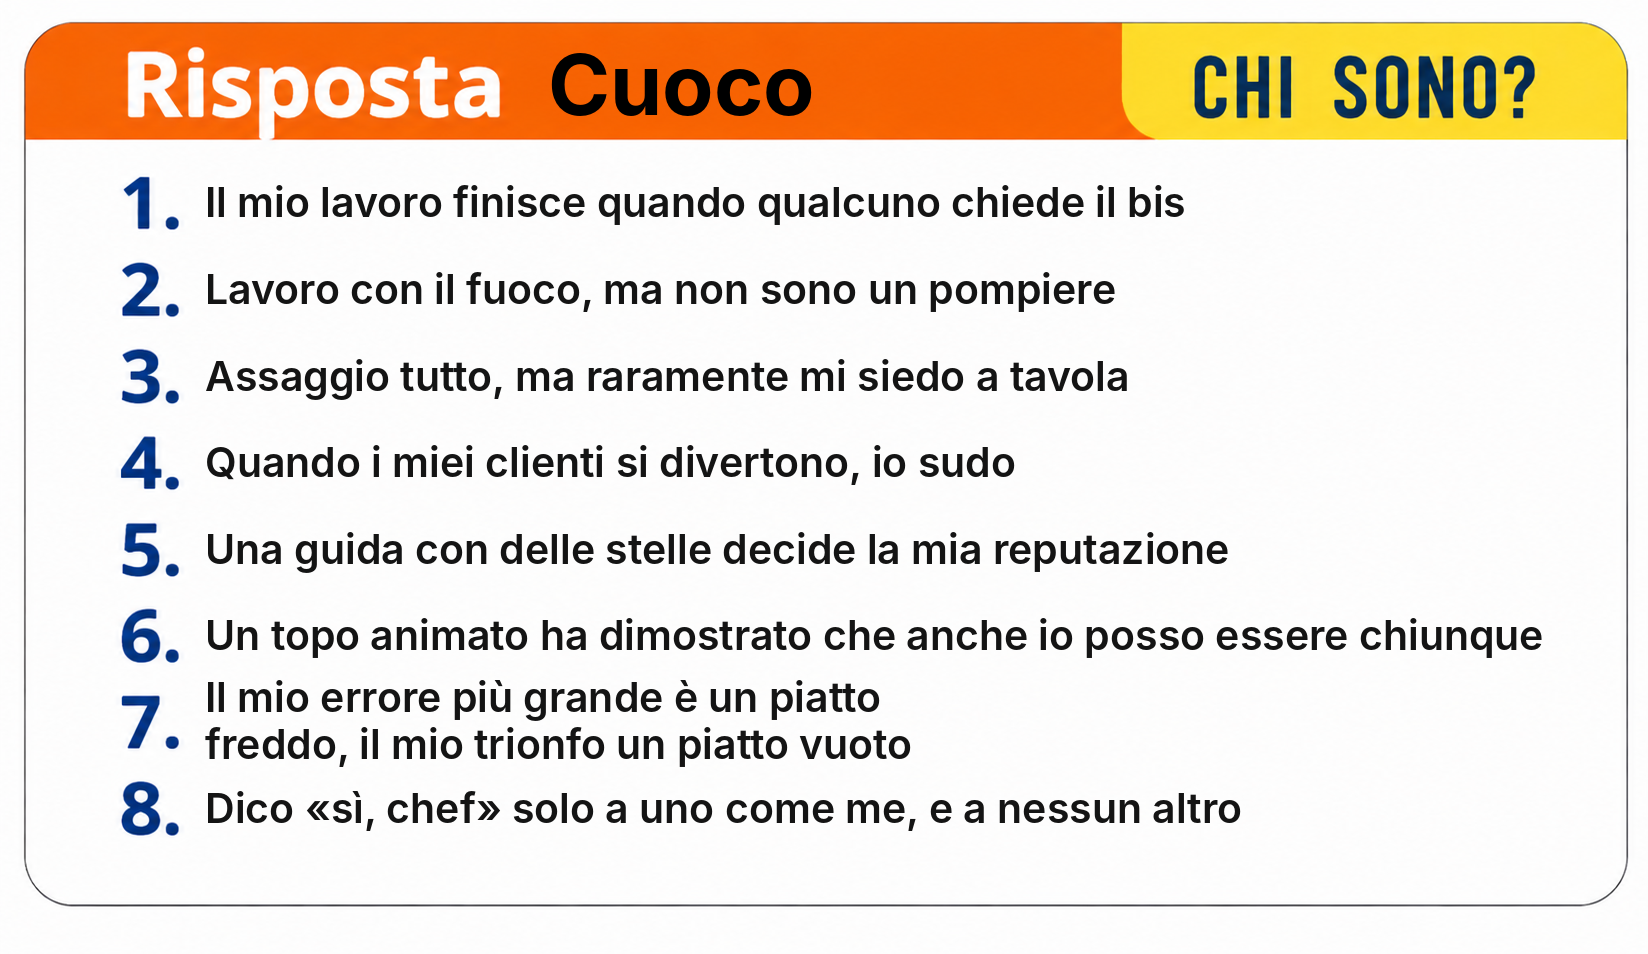 Risposta Cuoco CHI SONO?
1. Il mio lavoro finisce quando qualcuno chiede il bis
2. Lavoro con il fuoco, ma non sono un pompiere
3. Assaggio tutto, ma raramente mi siedo a tavola
4. Quando i miei clienti si divertono, io sudo
5. Una guida con delle stelle decide la mia reputazione
6. Un topo animato ha dimostrato che anche io posso essere chiunque
7. Il mio errore più grande è un piatto
freddo, il mio trionfo un piatto vuoto
8. Dico «sì, chef» solo a uno come me, e a nessun altro